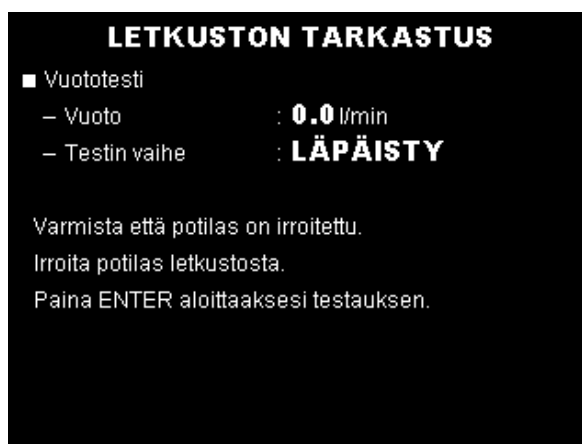 LETKUSTON TARKASTUS
■ Vuototesti
– Vuoto : 0.0 l/min
– Testin vaihe : LÄPÄISTY
Varmista että potilas on irroitettu.
Irroita potilas letkustosta.
Paina ENTER aloittaaksesi testauksen.